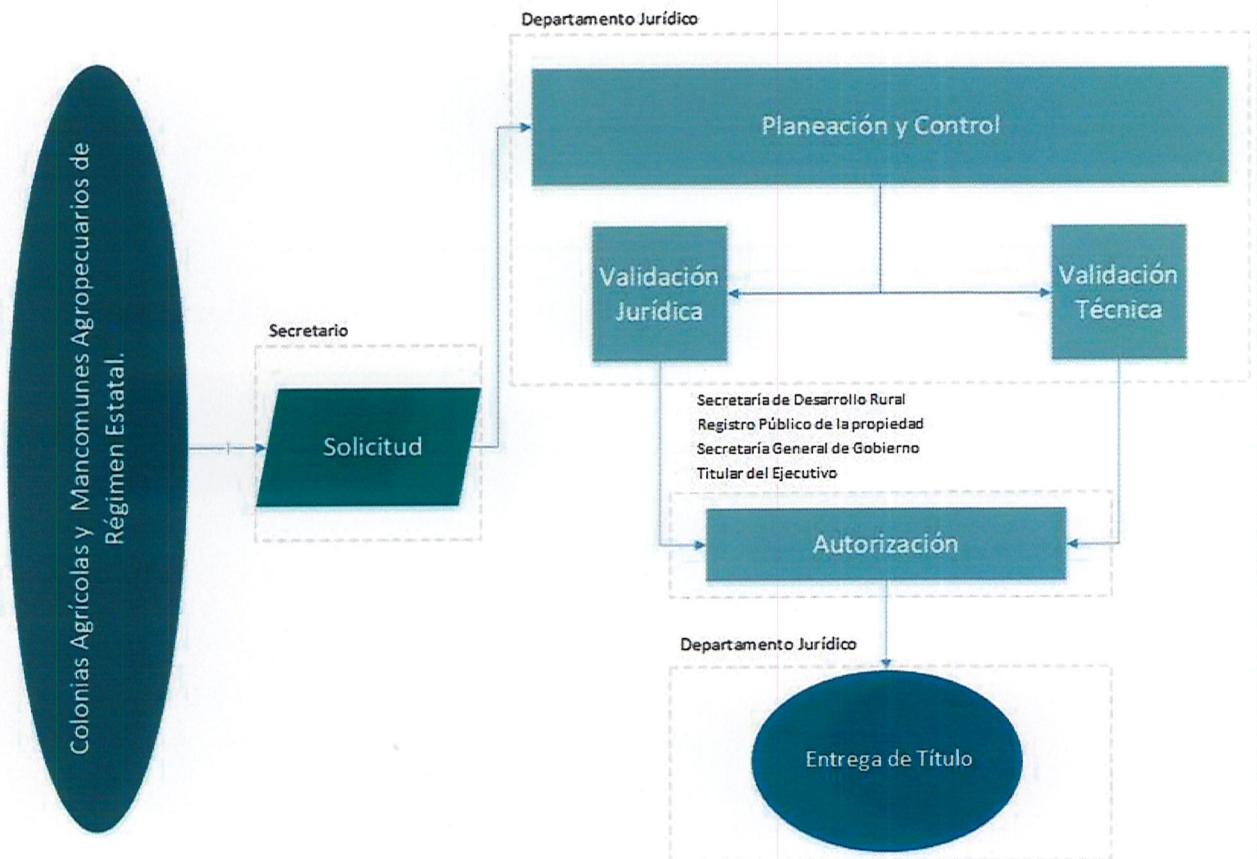 Departamento Jurídico
Planeación y Control
Colonias Agrícolas y Mancomunes Agropecuarios de
Régimen Estatal.
Validación
Jurídica
Validación
Técnica
Secretario
Solicitud
Secretaría de Desarrollo Rural
Registro Público de la propiedad
Secretaría General de Gobierno
Titular del Ejecutivo
Autorización
Departamento Jurídico
Entrega de Título